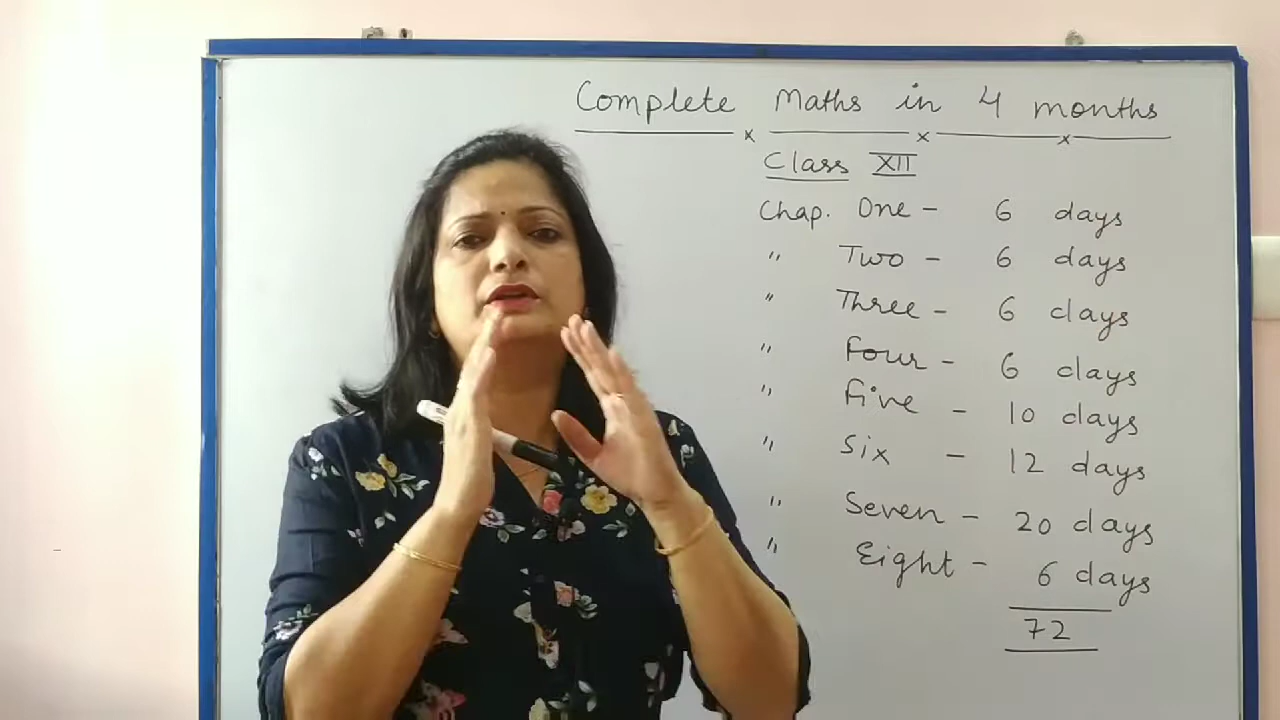 Complete Maths in 4 months
Class XII
Chap. One - 6 days
" Two - 6 days
" Three - 6 days
" Four - 6 days
" Five - 10 days
" Six - 12 days
" Seven - 20 days
" Eight - 6 days
72